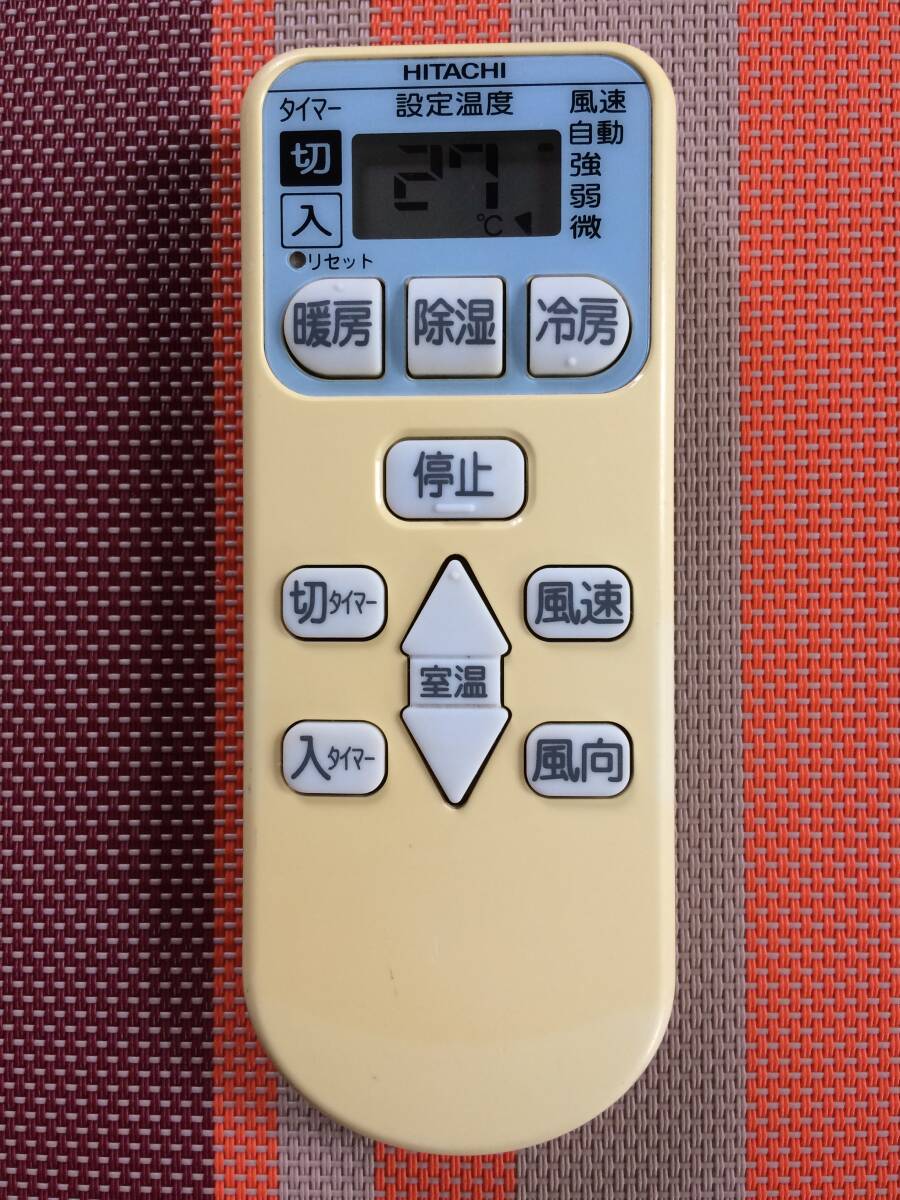 HITACHI
タイマー
設定温度
風速
切
自動
27
強
弱
℃
入
微
リセット
暖房
除湿
冷房
停止
切タイマー
風速
室温
入タイマー
風向